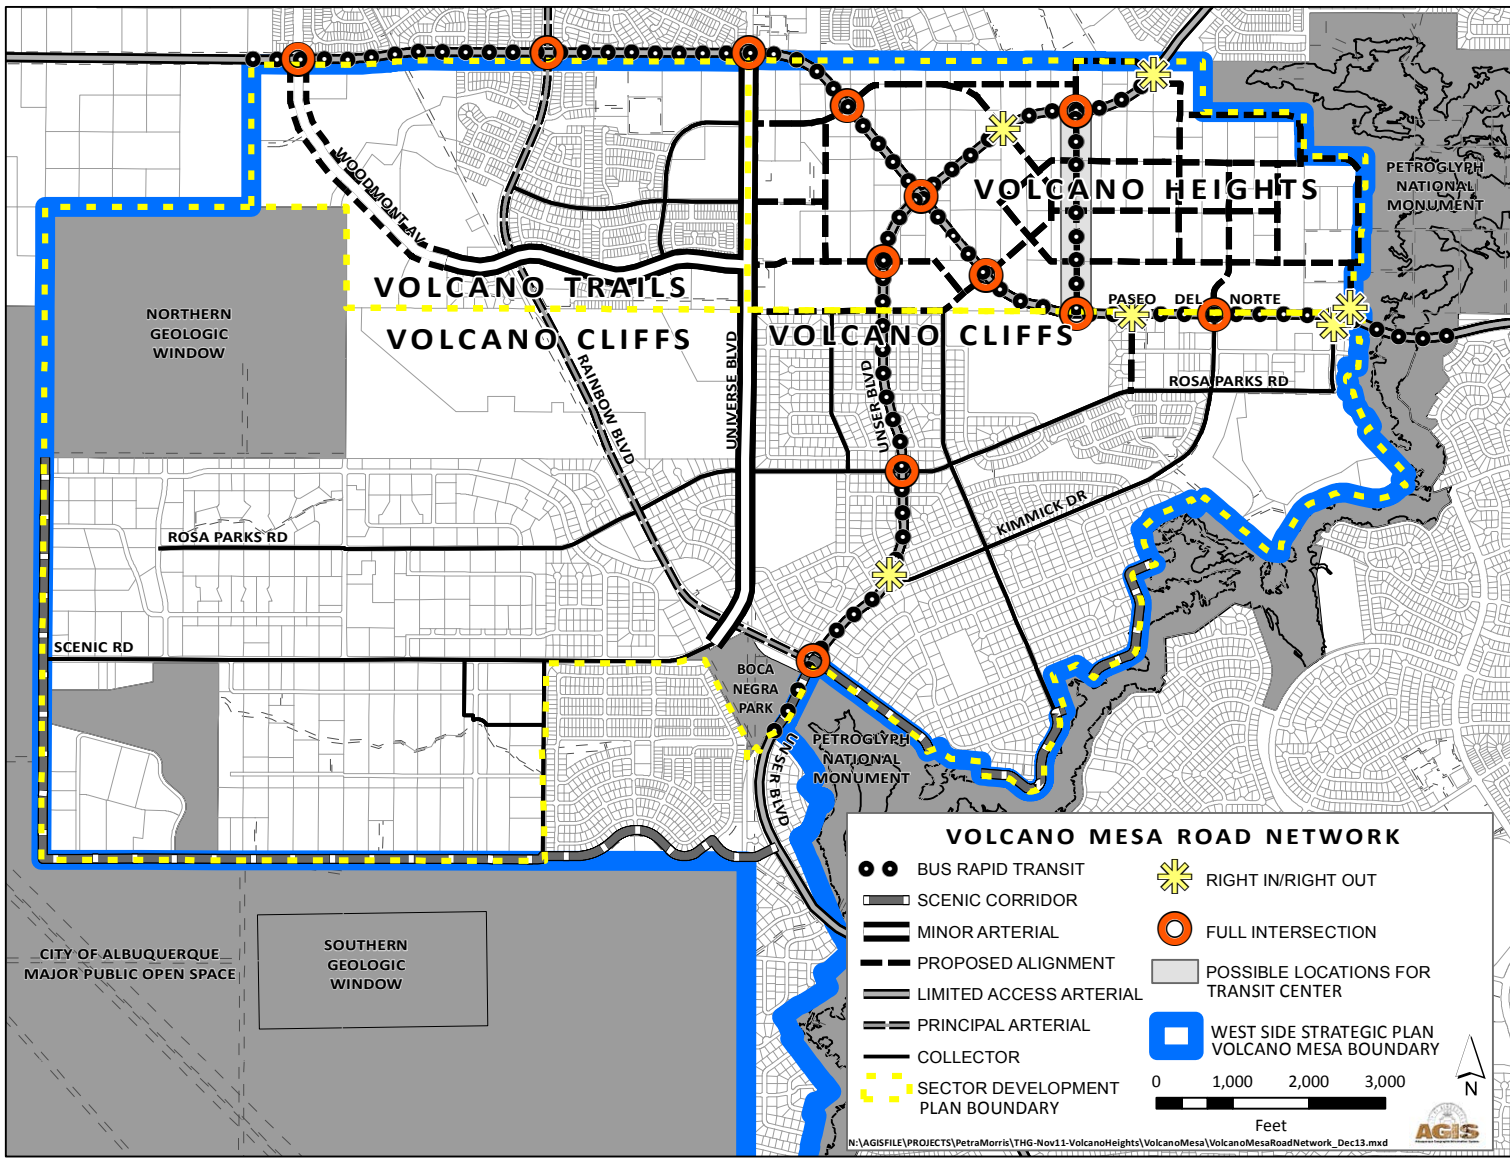 WOODMONT AV
VOLCANO HEIGHTS
PETROGLYPH
NATIONAL
MONUMENT
VOLCANO TRAILS
PASEO DEL NORTE
NORTHERN
GEOLOGIC
WINDOW
VOLCANO CLIFFS
VOLCANO CLIFFS
RAINBOW BLVD
UNIVERSE BLVD
UNSER BLVD
ROSA PARKS RD
KIMMICK DR
ROSA PARKS RD
SCENIC RD
BOCA
NEGRA
PARK
UNSER BLVD
PETROGLYPH
NATIONAL
MONUMENT
CITY OF ALBUQUERQUE
MAJOR PUBLIC OPEN SPACE
SOUTHERN
GEOLOGIC
WINDOW
VOLCANO MESA ROAD NETWORK
BUS RAPID TRANSIT
SCENIC CORRIDOR
MINOR ARTERIAL
PROPOSED ALIGNMENT
LIMITED ACCESS ARTERIAL
PRINCIPAL ARTERIAL
COLLECTOR
SECTOR DEVELOPMENT
PLAN BOUNDARY
RIGHT IN/RIGHT OUT
FULL INTERSECTION
POSSIBLE LOCATIONS FOR
TRANSIT CENTER
WEST SIDE STRATEGIC PLAN
VOLCANO MESA BOUNDARY
0 1,000 2,000 3,000
Feet
N
AGIS
N:\AGISFILE\PROJECTS\PetraMorris\THG-Nov11-VolcanoHeights\VolcanoMesa\VolcanoMesaRoadNetwork_Dec13.mxd